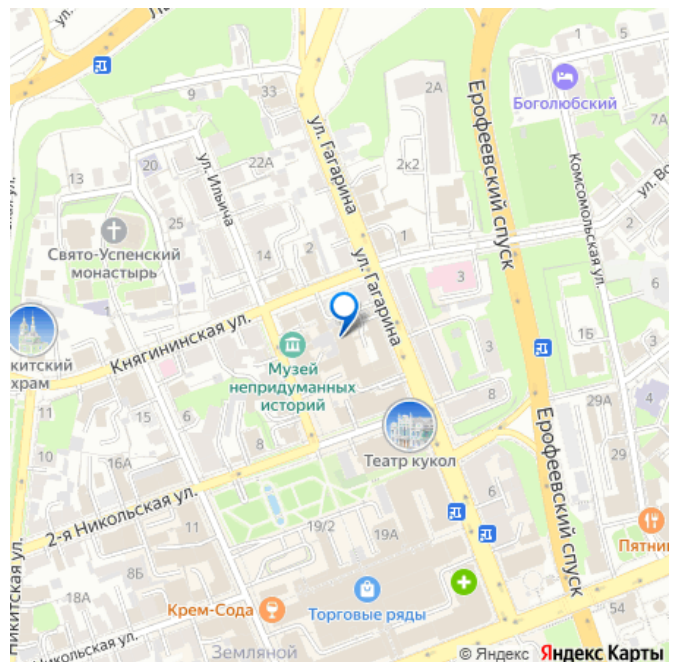 ул.
Ла
5
1
Боголюбский
7А
33
9
2А
ул. Гагарина
Ерофеевский спуск
Комсомольская ул.
ул. Во
2к2
22А
20
13
ул. Ильича
25
2
Свято-Успенский
монастырь
14
2
1
ул. Гагарина
3
6
1Б
Княгининская ул.
китский
храм
Музей
непридуманных
историй
3
11
15
6
8
29А
Ерофеевский спуск
10
16А
8
Театр кукол
29
2-я Никольская ул.
6
19/2
19А
11
Пятниц
8Б
18А
Никитская ул.
Крем-Сода
Торговые ряды
54
Никольская ул.
Земляной
© Яндекс Яндекс Карты